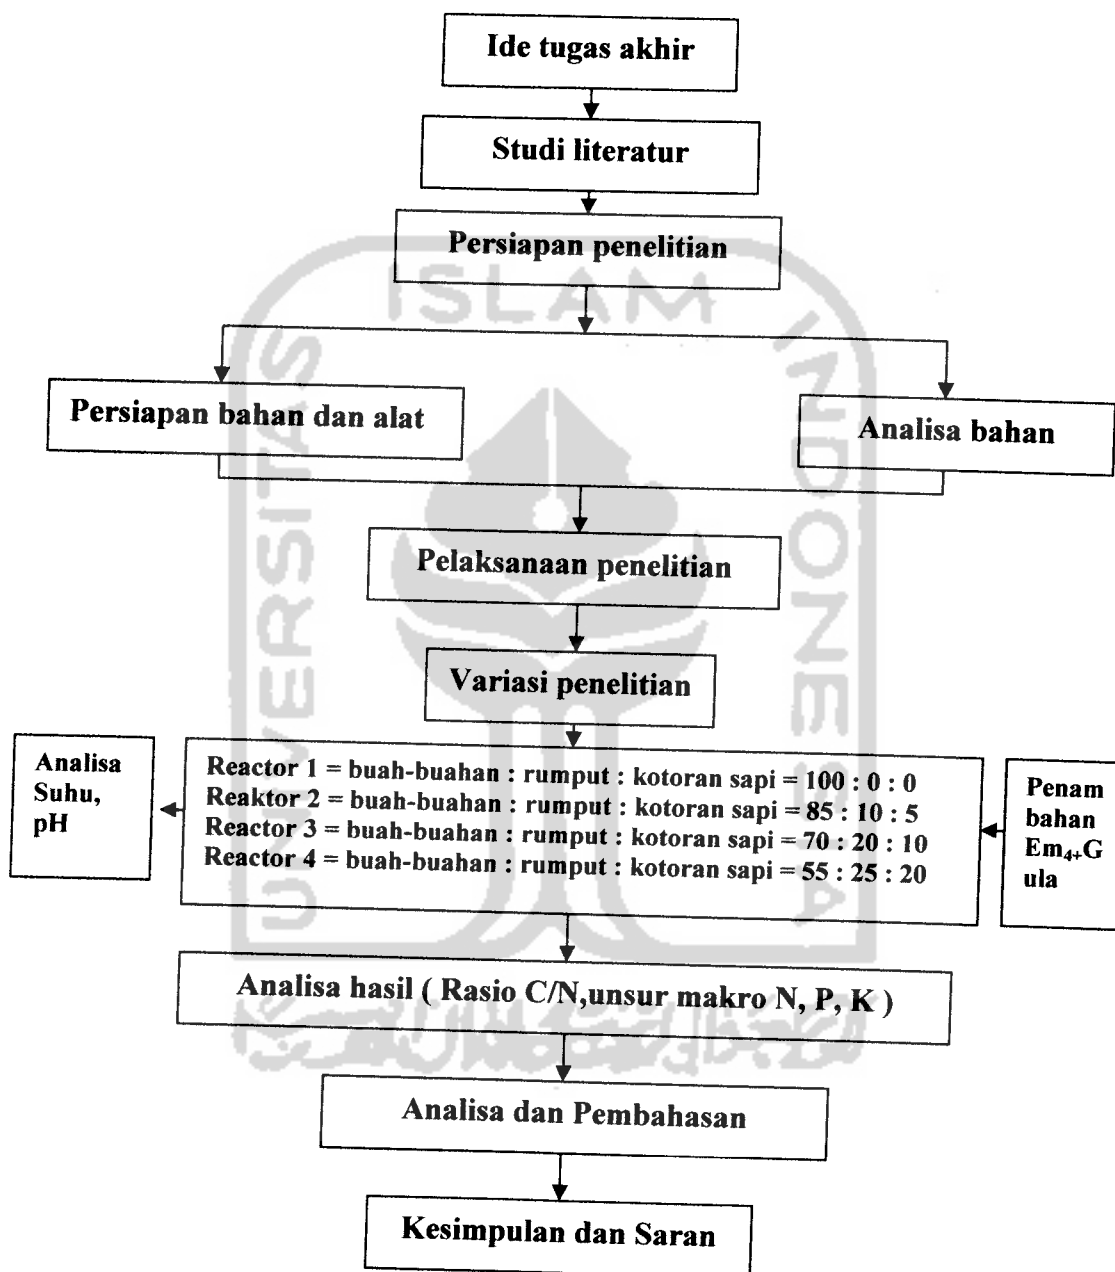 Ide tugas akhir
Studi literatur
Persiapan penelitian
Persiapan bahan dan alat
Analisa bahan
Pelaksanaan penelitian
Variasi penelitian
Analisa
Suhu,
pH
Reactor 1 = buah-buahan : rumput : kotoran sapi = 100 : 0 : 0
Reaktor 2 = buah-buahan : rumput : kotoran sapi = 85 : 10 : 5
Reactor 3 = buah-buahan : rumput : kotoran sapi = 70 : 20 : 10
Reactor 4 = buah-buahan : rumput : kotoran sapi = 55 : 25 : 20
Penam
bahan
Em₄₊G
ula
Analisa hasil ( Rasio C/N,unsur makro N, P, K )
Analisa dan Pembahasan
Kesimpulan dan Saran
UNIVERSITAS
ISLAM
INDONESIA